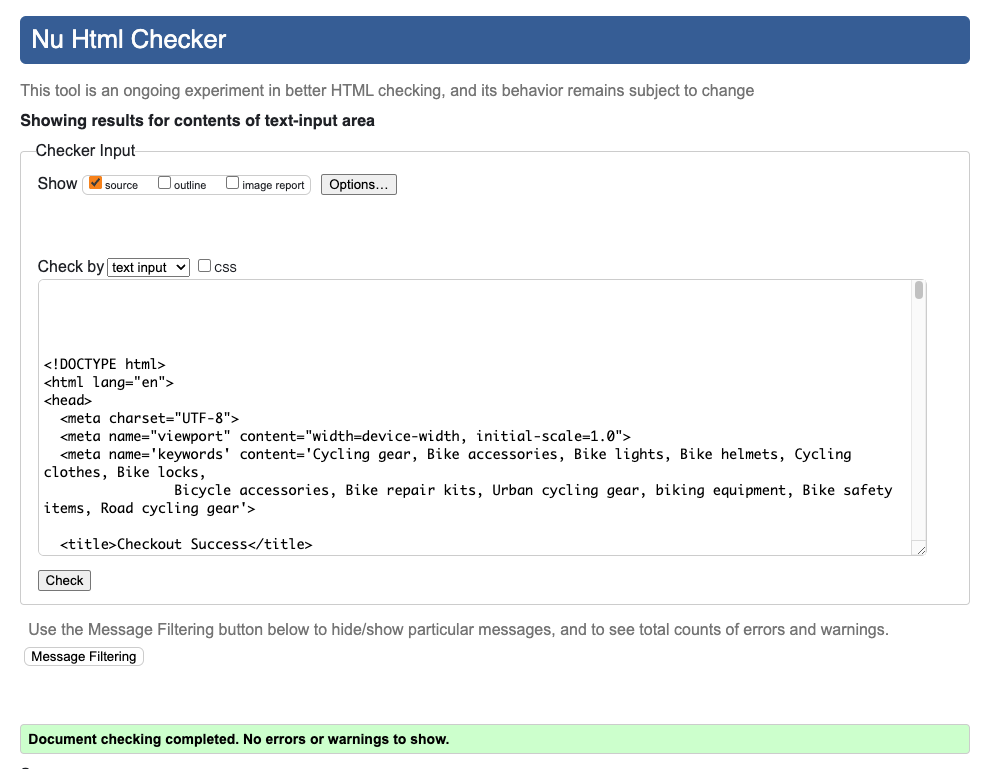 Nu Html Checker
This tool is an ongoing experiment in better HTML checking, and its behavior remains subject to change
Showing results for contents of text-input area
Checker Input
Show source outline image report Options...
Check by text input css
<!DOCTYPE html>
<html lang="en">
<head>
  <meta charset="UTF-8">
  <meta name="viewport" content="width=device-width, initial-scale=1.0">
  <meta name='keywords' content='Cycling gear, Bike accessories, Bike lights, Bike helmets, Cycling
clothes, Bike locks,
                Bicycle accessories, Bike repair kits, Urban cycling gear, biking equipment, Bike safety
items, Road cycling gear'>
  <title>Checkout Success</title>
Check
Use the Message Filtering button below to hide/show particular messages, and to see total counts of errors and warnings.
Message Filtering
Document checking completed. No errors or warnings to show.